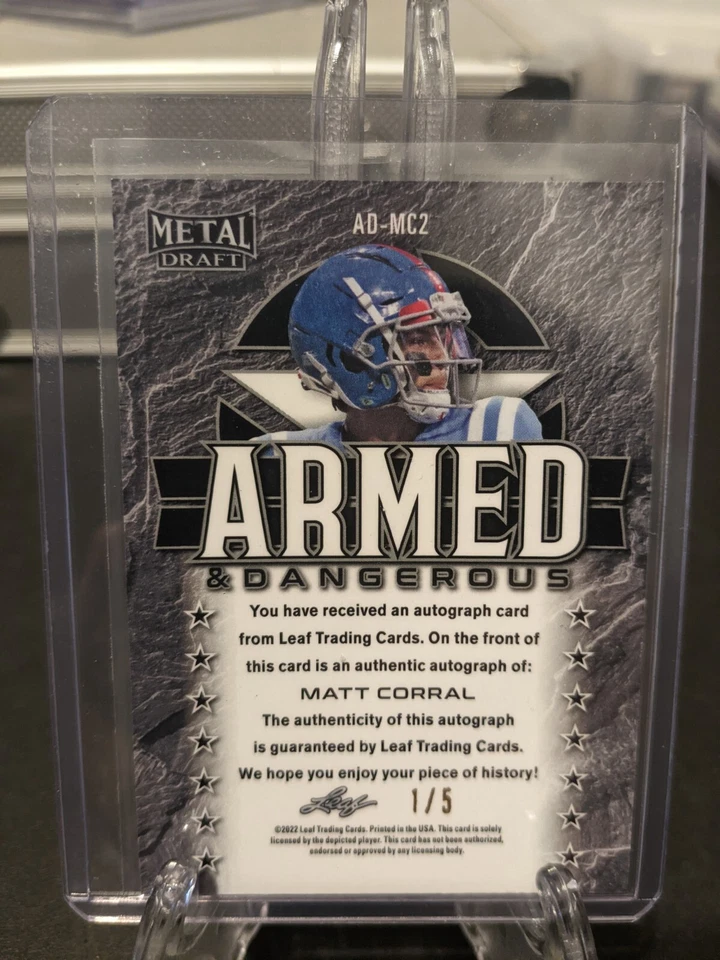 METAL
DRAFT
AD-MC2
ARMED
& DANGEROUS
You have received an autograph card
from Leaf Trading Cards. On the front of
this card is an authentic autograph of:
MATT CORRAL
The authenticity of this autograph
is guaranteed by Leaf Trading Cards.
We hope you enjoy your piece of history!
Leaf 1/5
©2022 Leaf Trading Cards. Printed in the USA. This card is solely
licensed by the depicted player. This card has not been authorized,
endorsed or approved by any licensing body.